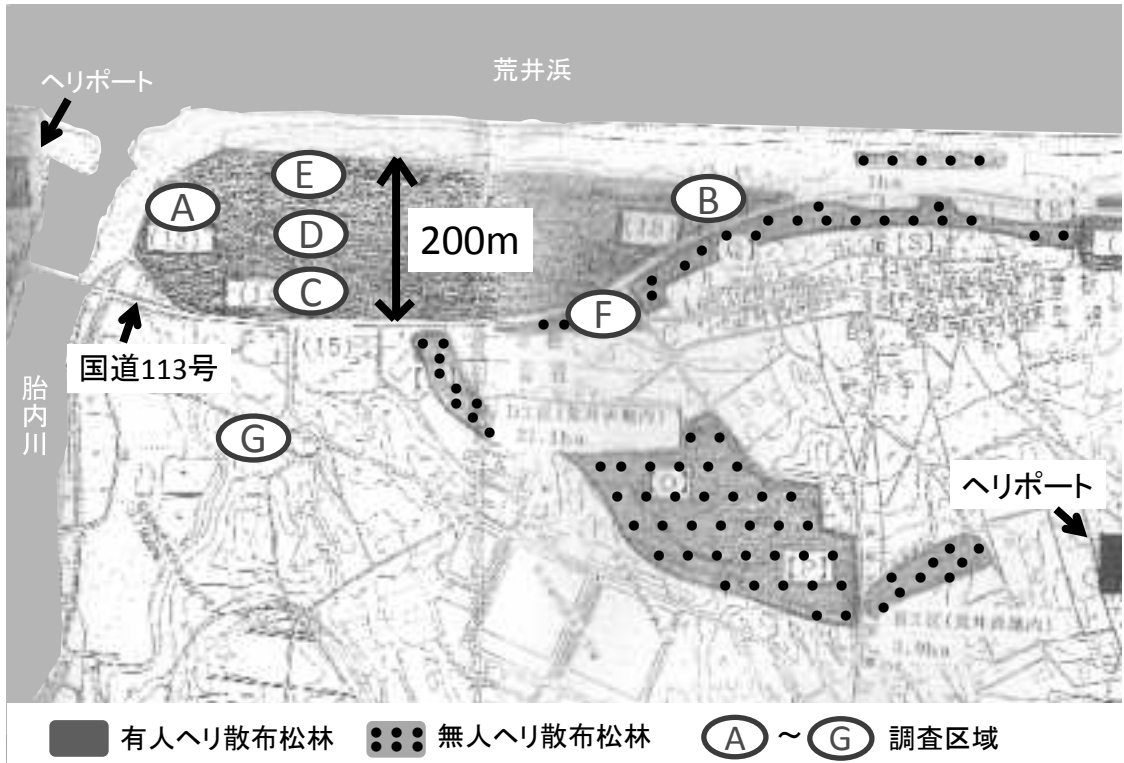 荒井浜
ヘリポート
E
A
B
D
200m
C
F
国道113号
(15)
胎内川
G
ヘリポート
有人ヘリ散布松林
無人ヘリ散布松林
A ～ G 調査区域